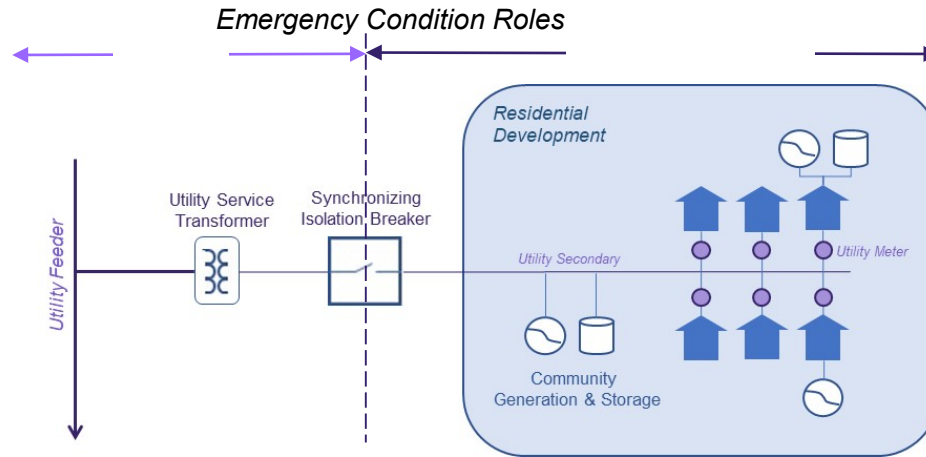 Emergency Condition Roles
Residential
Development
Utility Service
Transformer
Synchronizing
Isolation Breaker
Utility Feeder
Utility Secondary
Utility Meter
Community
Generation & Storage